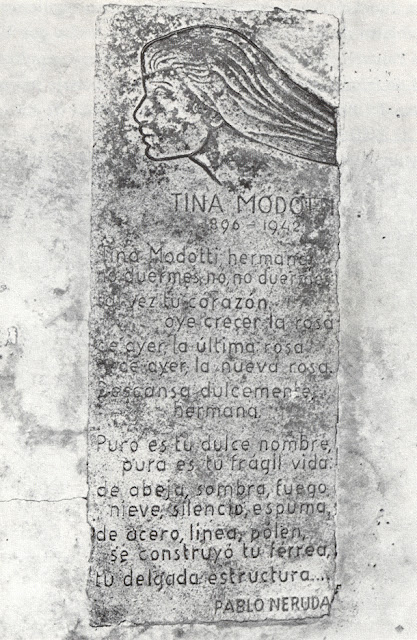 TINA MODOTTI
1896 - 1942
Tina Modotti, hermana,
no duermes, no, no duermes
tal vez tu corazón
oye crecer la rosa
de ayer, la última rosa
de ayer, la nueva rosa.
Descansa dulcemente,
hermana.
Puro es tu dulce nombre,
pura es tu fragil vida:
de abeja, sombra, fuego
nieve, silencio, espuma,
de acero, linea, polen,
se construyó tu ferrea,
tu delgada estructura....
PABLO NERUDA